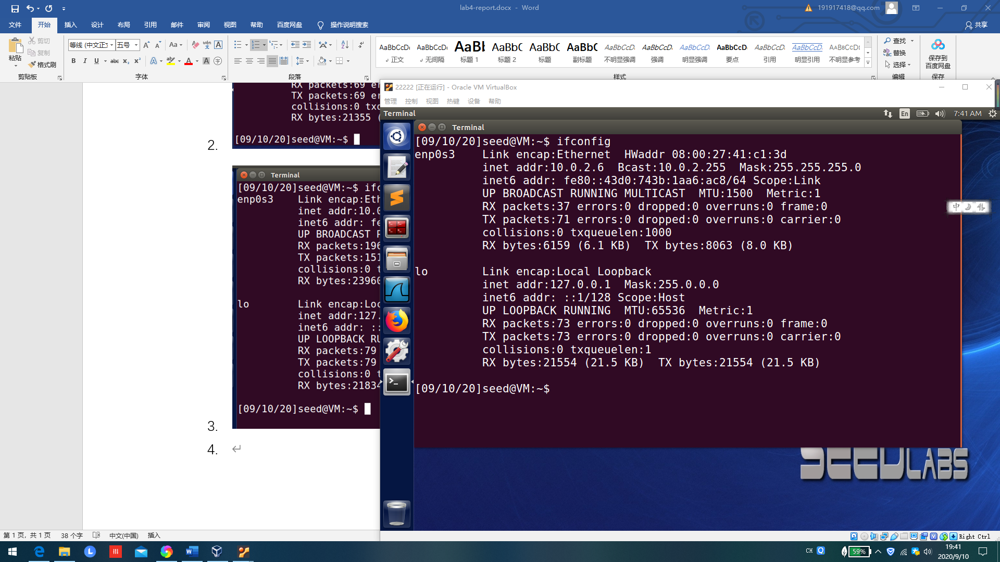 lab4-report.docx - Word
191917418@qq.com
文件 开始 插入 设计 布局 引用 邮件 审阅 视图 帮助 百度网盘 操作说明搜索 共享
粘贴
剪切
复制
格式刷
剪贴板
等线 (中文正文 五号
字体
段落
AaBbCcDc AaBbCcDc AaBl AaBbC AaBbC AaBbC AaBbCcD. AaBbCcD. AaBbCcD. AaBbCcDc AaBbCcD. AaBbCcD. AaBbCcDc
正文 无间隔 标题 1 标题 2 标题 副标题 不明显强调 强调 明显强调 要点 引用 明显引用 不明显参考
样式
查找
替换
选择
编辑
保存到
百度网盘
保存
RX packets:69 er
TX packets:69 er
collisions:0 txq
RX bytes:21355 (
[09/10/20]seed@VM:~$
2.
Terminal
[09/10/20]seed@VM:~$ ifc
enp0s3 Link encap:Eth
inet addr:10.0
inet6 addr: fe
UP BROADCAST R
RX packets:196
TX packets:151
collisions:0 t
RX bytes:23960
lo Link encap:Loc
inet addr:127.
inet6 addr: ::
UP LOOPBACK RU
RX packets:79
TX packets:79
collisions:0 t
RX bytes:21834
[09/10/20]seed@VM:~$
3.
4.
22222 [正在运行] - Oracle VM VirtualBox
管理 控制 视图 热键 设备 帮助
Terminal
En
7:41 AM
Terminal
[09/10/20]seed@VM:~$ ifconfig
enp0s3 Link encap:Ethernet HWaddr 08:00:27:41:c1:3d
inet addr:10.0.2.6 Bcast:10.0.2.255 Mask:255.255.255.0
inet6 addr: fe80::43d0:743b:1aa6:ac8/64 Scope:Link
UP BROADCAST RUNNING MULTICAST MTU:1500 Metric:1
RX packets:37 errors:0 dropped:0 overruns:0 frame:0
TX packets:71 errors:0 dropped:0 overruns:0 carrier:0
collisions:0 txqueuelen:1000
RX bytes:6159 (6.1 KB) TX bytes:8063 (8.0 KB)
lo Link encap:Local Loopback
inet addr:127.0.0.1 Mask:255.0.0.0
inet6 addr: ::1/128 Scope:Host
UP LOOPBACK RUNNING MTU:65536 Metric:1
RX packets:73 errors:0 dropped:0 overruns:0 frame:0
TX packets:73 errors:0 dropped:0 overruns:0 carrier:0
collisions:0 txqueuelen:1
RX bytes:21554 (21.5 KB) TX bytes:21554 (21.5 KB)
[09/10/20]seed@VM:~$
中
SEEDLABS
Right Ctrl
第 1 页，共 1 页 38 个字 中文(中国) 插入
CH
59%
19:41
2020/9/10